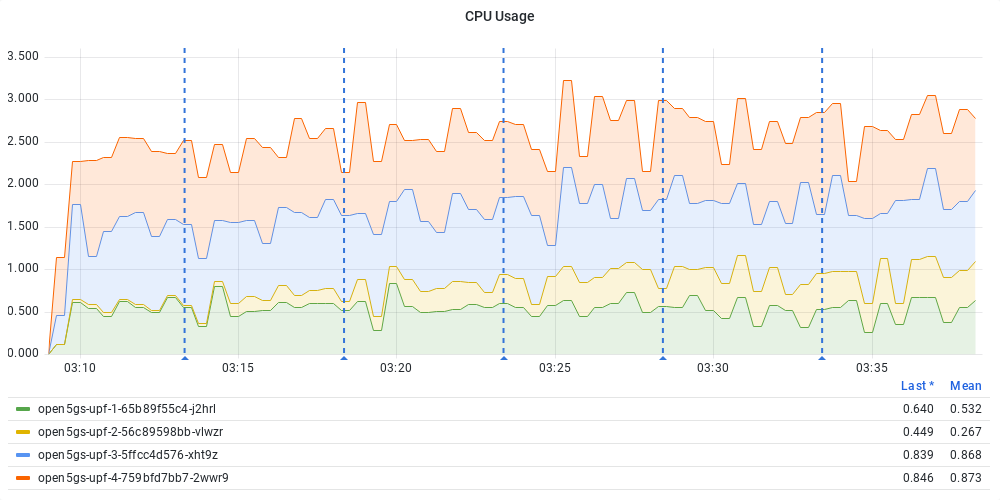 CPU Usage
3.500
3.000
2.500
2.000
1.500
1.000
0.500
0.000
03:10 03:15 03:20 03:25 03:30 03:35
Last * Mean
open5gs-upf-1-65b89f55c4-j2hrl 0.640 0.532
open5gs-upf-2-56c89598bb-vlwzr 0.449 0.267
open5gs-upf-3-5ffcc4d576-xht9z 0.839 0.868
open5gs-upf-4-759bfd7bb7-2wwr9 0.846 0.873